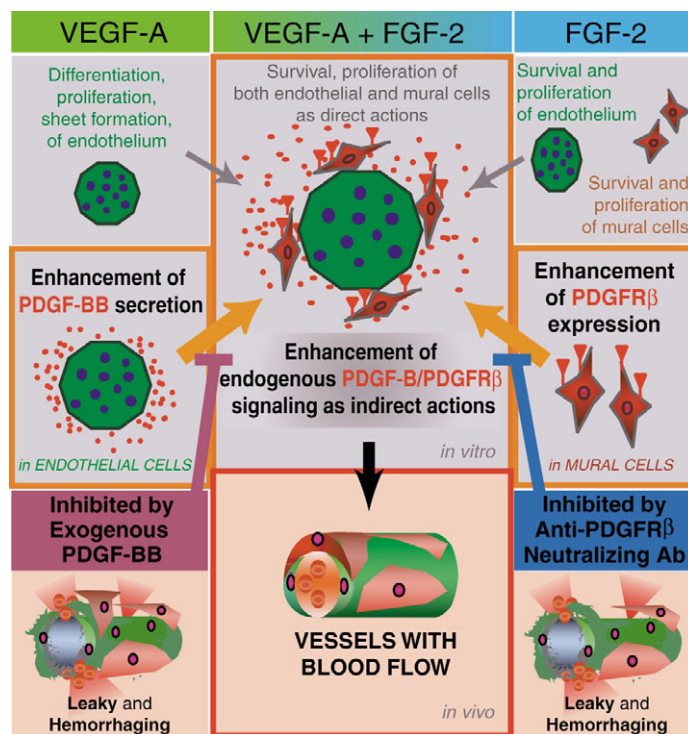 VEGF-A
VEGF-A + FGF-2
FGF-2
Differentiation,
proliferation,
sheet formation,
of endothelium
Survival, proliferation of
both endothelial and mural cells
as direct actions
Survival and
proliferation
of endothelium
Survival and
proliferation
of mural cells
Enhancement of
PDGF-BB secretion
in ENDOTHELIAL CELLS
Enhancement of
endogenous PDGF-B/PDGFRβ
signaling as indirect actions
in vitro
Enhancement
of PDGFRβ
expression
in MURAL CELLS
Inhibited by
Exogenous
PDGF-BB
Leaky and
Hemorrhaging
VESSELS WITH
BLOOD FLOW
in vivo
Inhibited by
Anti-PDGFRβ
Neutralizing Ab
Leaky and
Hemorrhaging